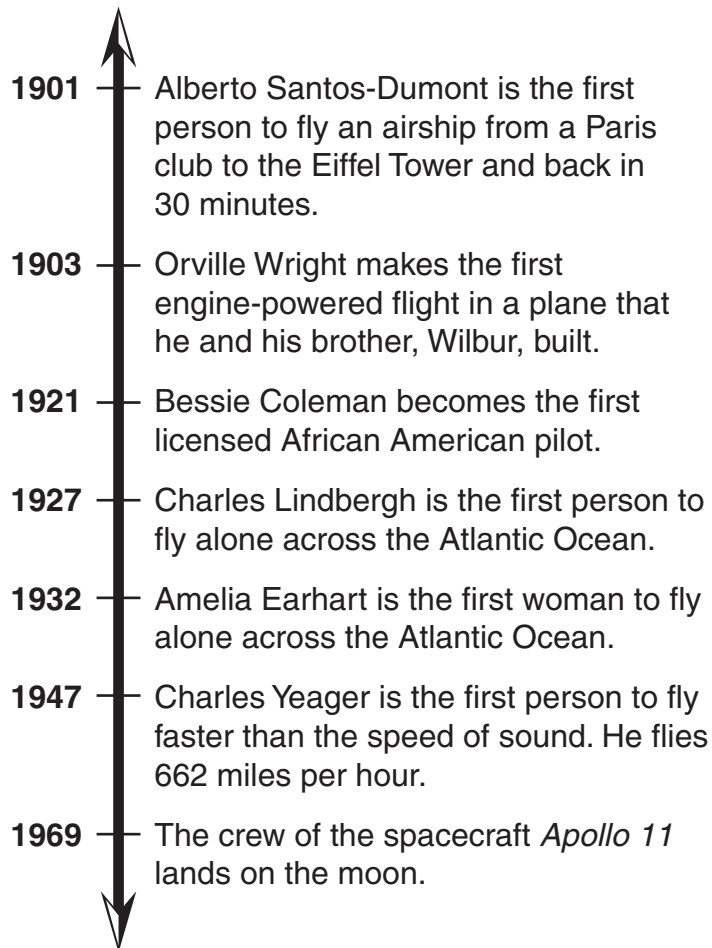 1901 Alberto Santos-Dumont is the first
person to fly an airship from a Paris
club to the Eiffel Tower and back in
30 minutes.
1903 Orville Wright makes the first
engine-powered flight in a plane that
he and his brother, Wilbur, built.
1921 Bessie Coleman becomes the first
licensed African American pilot.
1927 Charles Lindbergh is the first person to
fly alone across the Atlantic Ocean.
1932 Amelia Earhart is the first woman to fly
alone across the Atlantic Ocean.
1947 Charles Yeager is the first person to fly
faster than the speed of sound. He flies
662 miles per hour.
1969 The crew of the spacecraft Apollo 11
lands on the moon.